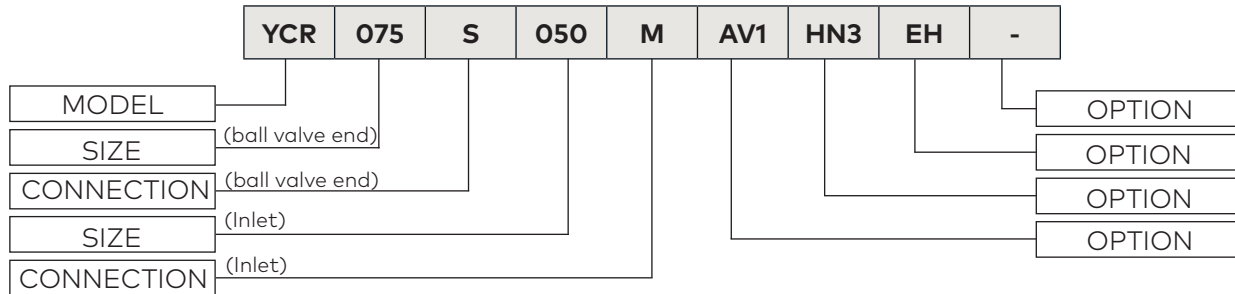 YCR 075 S 050 M AV1 HN3 EH -
MODEL
SIZE (ball valve end)
CONNECTION (ball valve end)
SIZE (Inlet)
CONNECTION (Inlet)
OPTION
OPTION
OPTION
OPTION